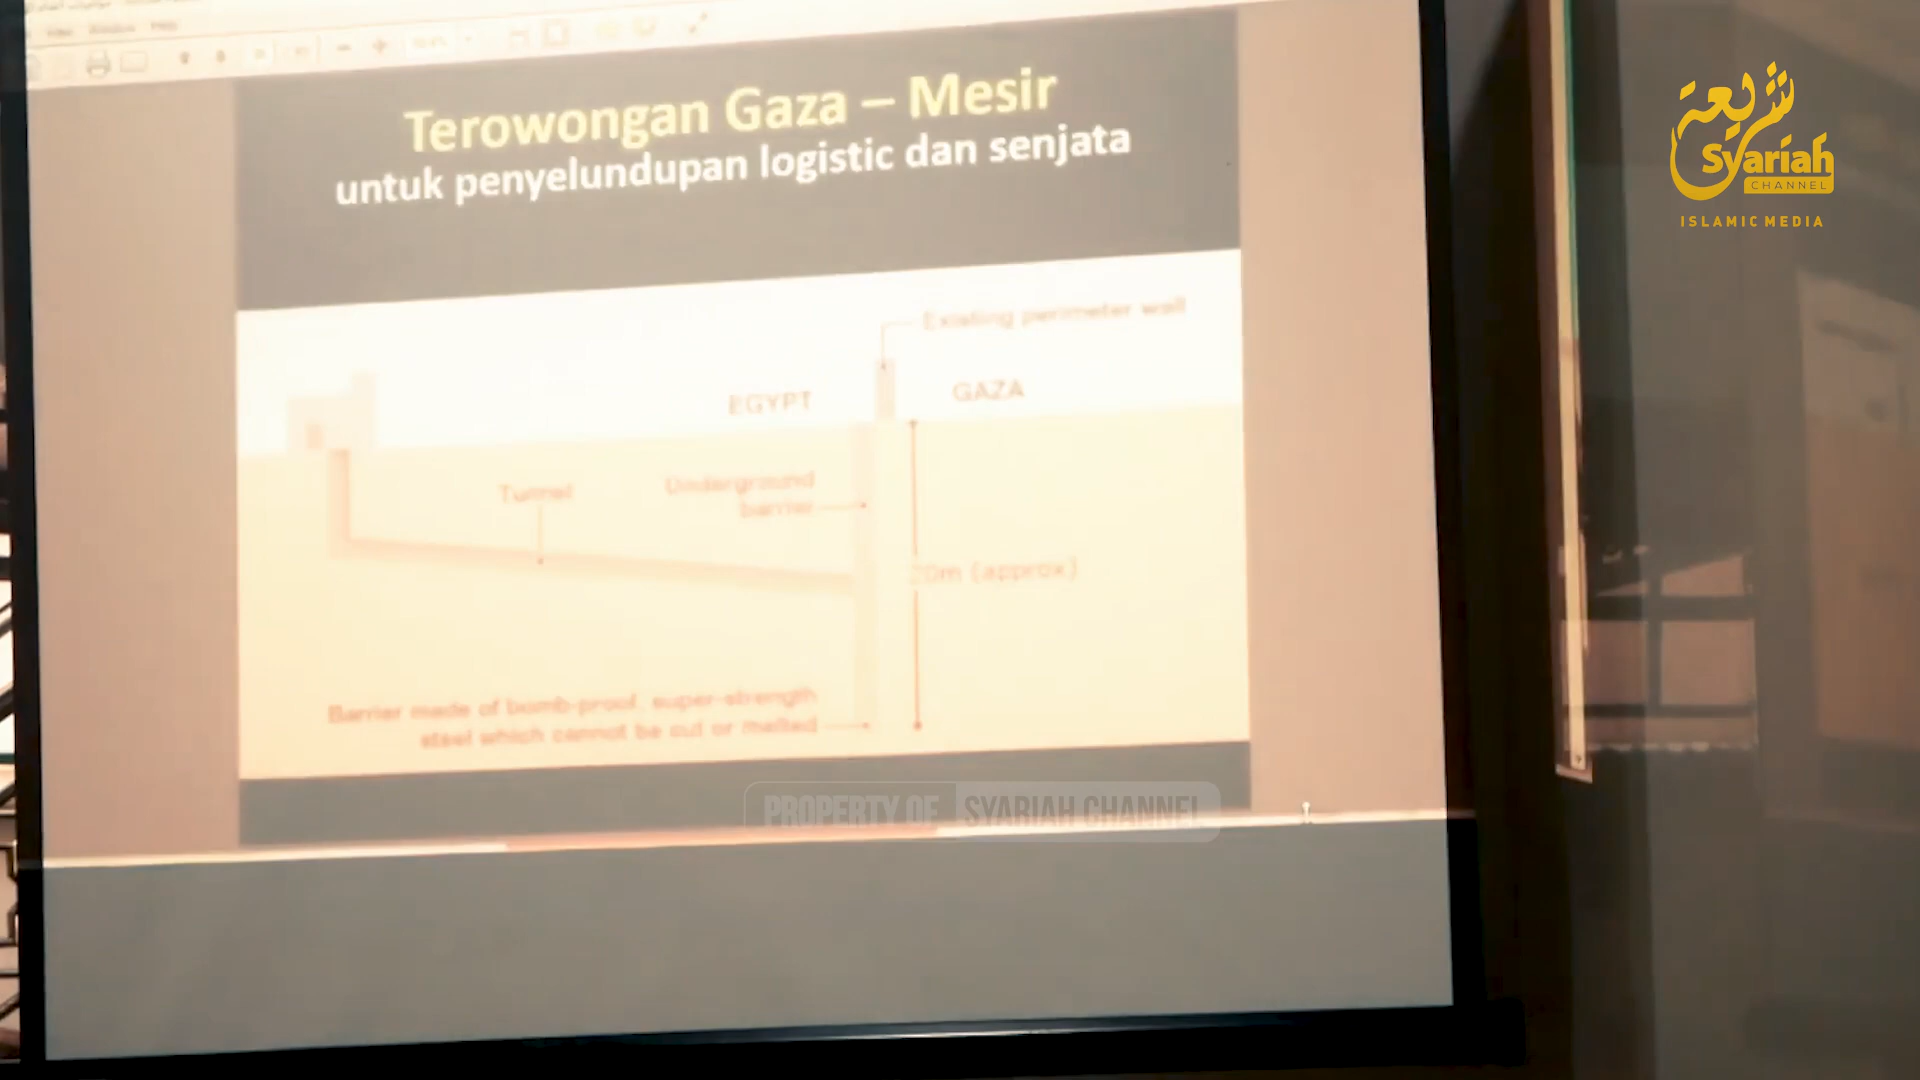 Window Help
Terowongan Gaza – Mesir
untuk penyelundupan logistic dan senjata
Existing perimeter wall
EGYPT
GAZA
Tunnel
Underground
barrier
20m (approx)
Barrier made of bomb-proof, super-strength
steel which cannot be cut or melted
PROPERTY OF SYARIAH CHANNEL
شريعة
Syariah
CHANNEL
ISLAMIC MEDIA